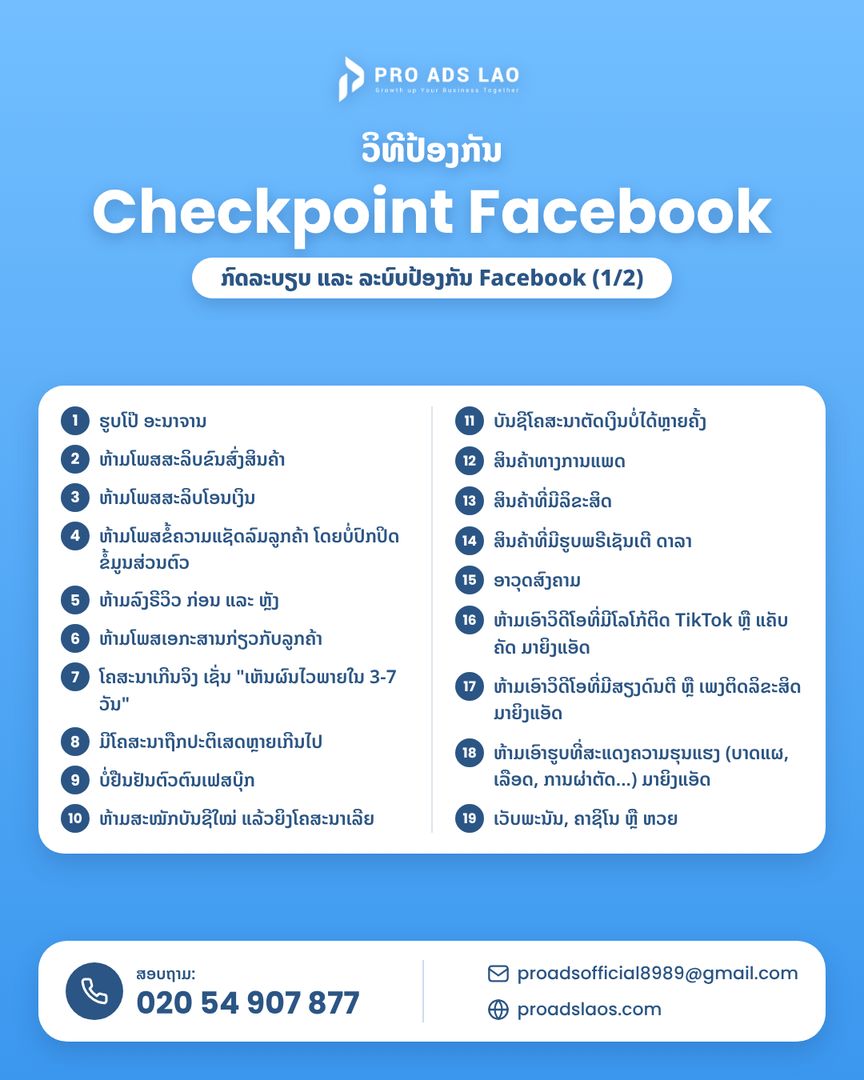 PRO ADS LAO
Growth up Your Business Together
ວິທີປ້ອງກັນ
Checkpoint Facebook
ກົດລະບຽບ ແລະ ລະບົບປ້ອງກັນ Facebook (1/2)
1 ຮູບໂປ້ ອະນາຈານ
2 ຫ້າມໂພສສະລິບຂົນສົ່ງສິນຄ້າ
3 ຫ້າມໂພສສະລິບໂອນເງິນ
4 ຫ້າມໂພສຂໍ້ຄວາມແຊັດລົມລູກຄ້າ ໂດຍບໍ່ປົກປິດ
ຂໍ້ມູນສ່ວນຕົວ
5 ຫ້າມລົງຣີວິວ ກ່ອນ ແລະ ຫຼັງ
6 ຫ້າມໂພສເອກະສານກ່ຽວກັບລູກຄ້າ
7 ໂຄສະນາເກີນຈິງ ເຊັ່ນ "ເຫັນຜົນໄວພາຍໃນ 3-7
ວັນ"
8 ມີໂຄສະນາຖືກປະຕິເສດຫຼາຍເກີນໄປ
9 ບໍ່ຢືນຢັນຕົວຕົນເຟສບຸ໊ກ
10 ຫ້າມສະໝັກບັນຊີໃໝ່ ແລ້ວຍິງໂຄສະນາເລີຍ
11 ບັນຊີໂຄສະນາຕັດເງິນບໍ່ໄດ້ຫຼາຍຄັ້ງ
12 ສິນຄ້າທາງການແພດ
13 ສິນຄ້າທີ່ມີລິຂະສິດ
14 ສິນຄ້າທີ່ມີຮູບພຣີເຊັນເຕີ ດາລາ
15 ອາວຸດສົງຄາມ
16 ຫ້າມເອົາວິດີໂອທີ່ມີໂລໂກ້ຕິດ TikTok ຫຼື ແຄັບ
ຄັດ ມາຍິງແອັດ
17 ຫ້າມເອົາວິດີໂອທີ່ມີສຽງດົນຕີ ຫຼື ເພງຕິດລິຂະສິດ
ມາຍິງແອັດ
18 ຫ້າມເອົາຮູບທີ່ສະແດງຄວາມຮຸນແຮງ (ບາດແຜ,
ເລືອດ, ການຜ່າຕັດ...) ມາຍິງແອັດ
19 ເວັບພະນັນ, ຄາຊິໂນ ຫຼື ຫວຍ
ສອບຖາມ:
020 54 907 877
proadsofficial8989@gmail.com
proadslaos.com